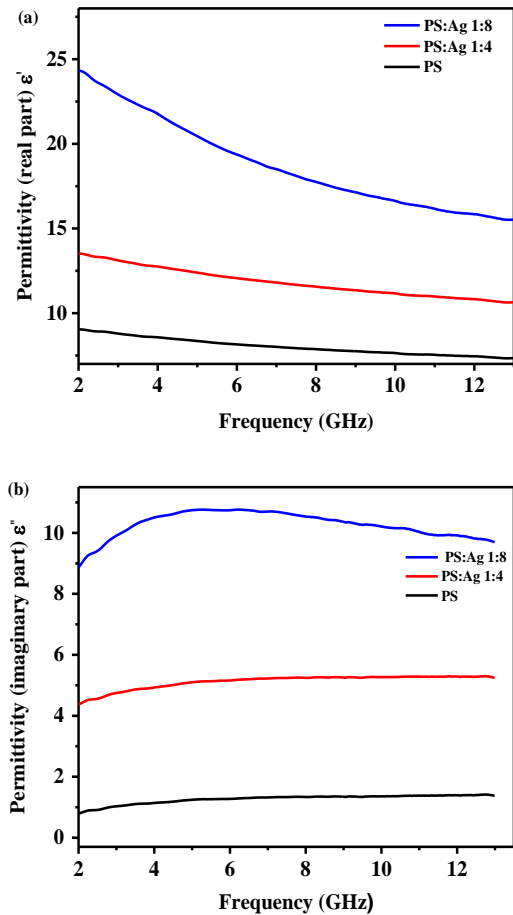 (a)
PS:Ag 1:8
PS:Ag 1:4
PS
Permittivity (real part) ε'
25
20
15
10
2 4 6 8 10 12
Frequency (GHz)
(b)
PS:Ag 1:8
PS:Ag 1:4
PS
Permittivity (imaginary part) ε"
10
8
6
4
2
0
2 4 6 8 10 12
Frequency (GHz)